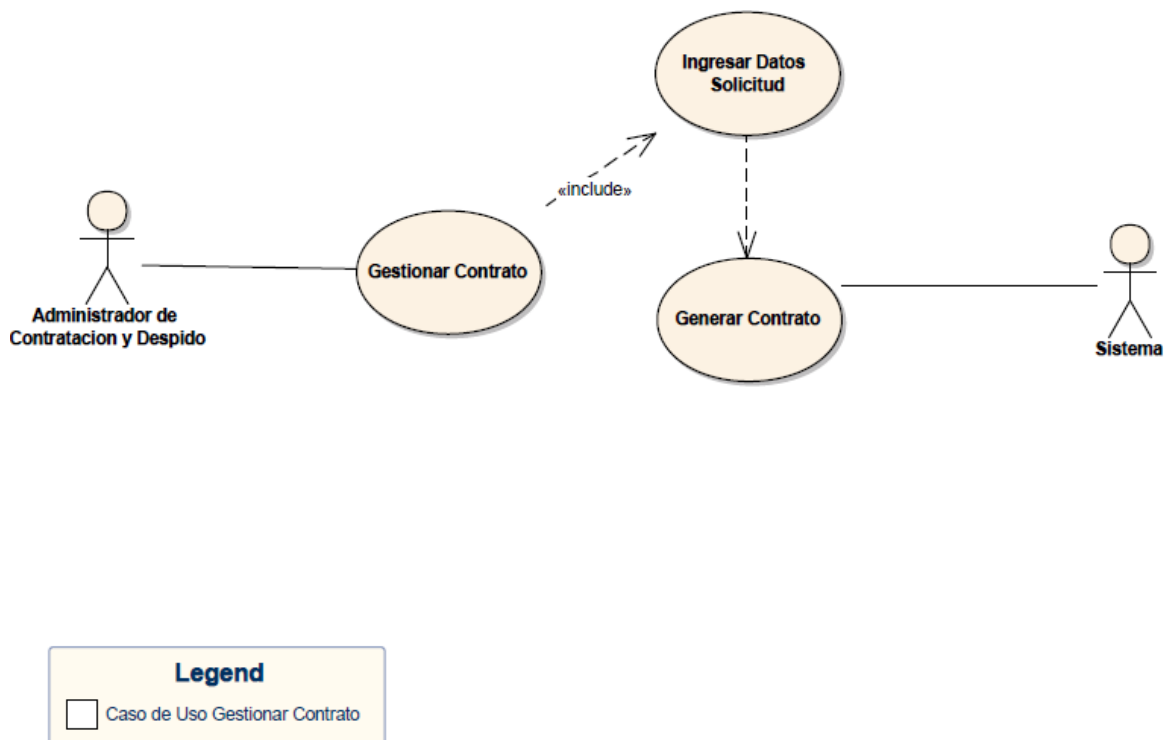 Ingresar Datos
Solicitud
«include»
Gestionar Contrato
Administrador de
Contratacion y Despido
Generar Contrato
Sistema
Legend
Caso de Uso Gestionar Contrato